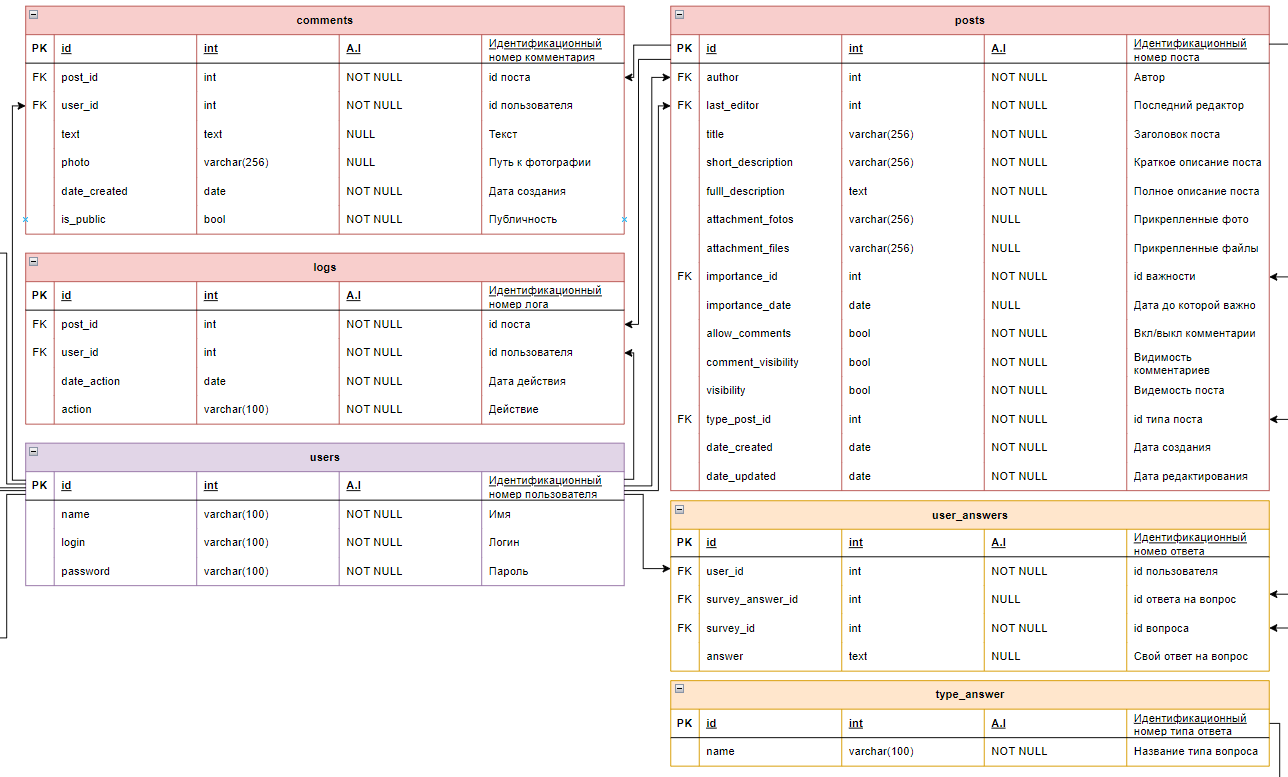 comments
PK id int A.I Идентификационный номер комментария
FK post_id int NOT NULL id поста
FK user_id int NOT NULL id пользователя
text text NULL Текст
photo varchar(256) NULL Путь к фотографии
date_created date NOT NULL Дата создания
is_public bool NOT NULL Публичность
logs
PK id int A.I Идентификационный номер лога
FK post_id int NOT NULL id поста
FK user_id int NOT NULL id пользователя
date_action date NOT NULL Дата действия
action varchar(100) NOT NULL Действие
users
PK id int A.I Идентификационный номер пользователя
name varchar(100) NOT NULL Имя
login varchar(100) NOT NULL Логин
password varchar(100) NOT NULL Пароль
posts
PK id int A.I Идентификационный номер поста
FK author int NOT NULL Автор
FK last_editor int NOT NULL Последний редактор
title varchar(256) NOT NULL Заголовок поста
short_description varchar(256) NOT NULL Краткое описание поста
fulll_description text NOT NULL Полное описание поста
attachment_fotos varchar(256) NULL Прикрепленные фото
attachment_files varchar(256) NULL Прикрепленные файлы
FK importance_id int NOT NULL id важности
importance_date date NULL Дата до которой важно
allow_comments bool NOT NULL Вкл/выкл комментарии
comment_visibility bool NOT NULL Видимость комментариев
visibility bool NOT NULL Видемость поста
FK type_post_id int NOT NULL id типа поста
date_created date NOT NULL Дата создания
date_updated date NOT NULL Дата редактирования
user_answers
PK id int A.I Идентификационный номер ответа
FK user_id int NOT NULL id пользователя
FK survey_answer_id int NULL id ответа на вопрос
FK survey_id int NOT NULL id вопроса
answer text NULL Свой ответ на вопрос
type_answer
PK id int A.I Идентификационный номер типа ответа
name varchar(100) NOT NULL Название типа вопроса